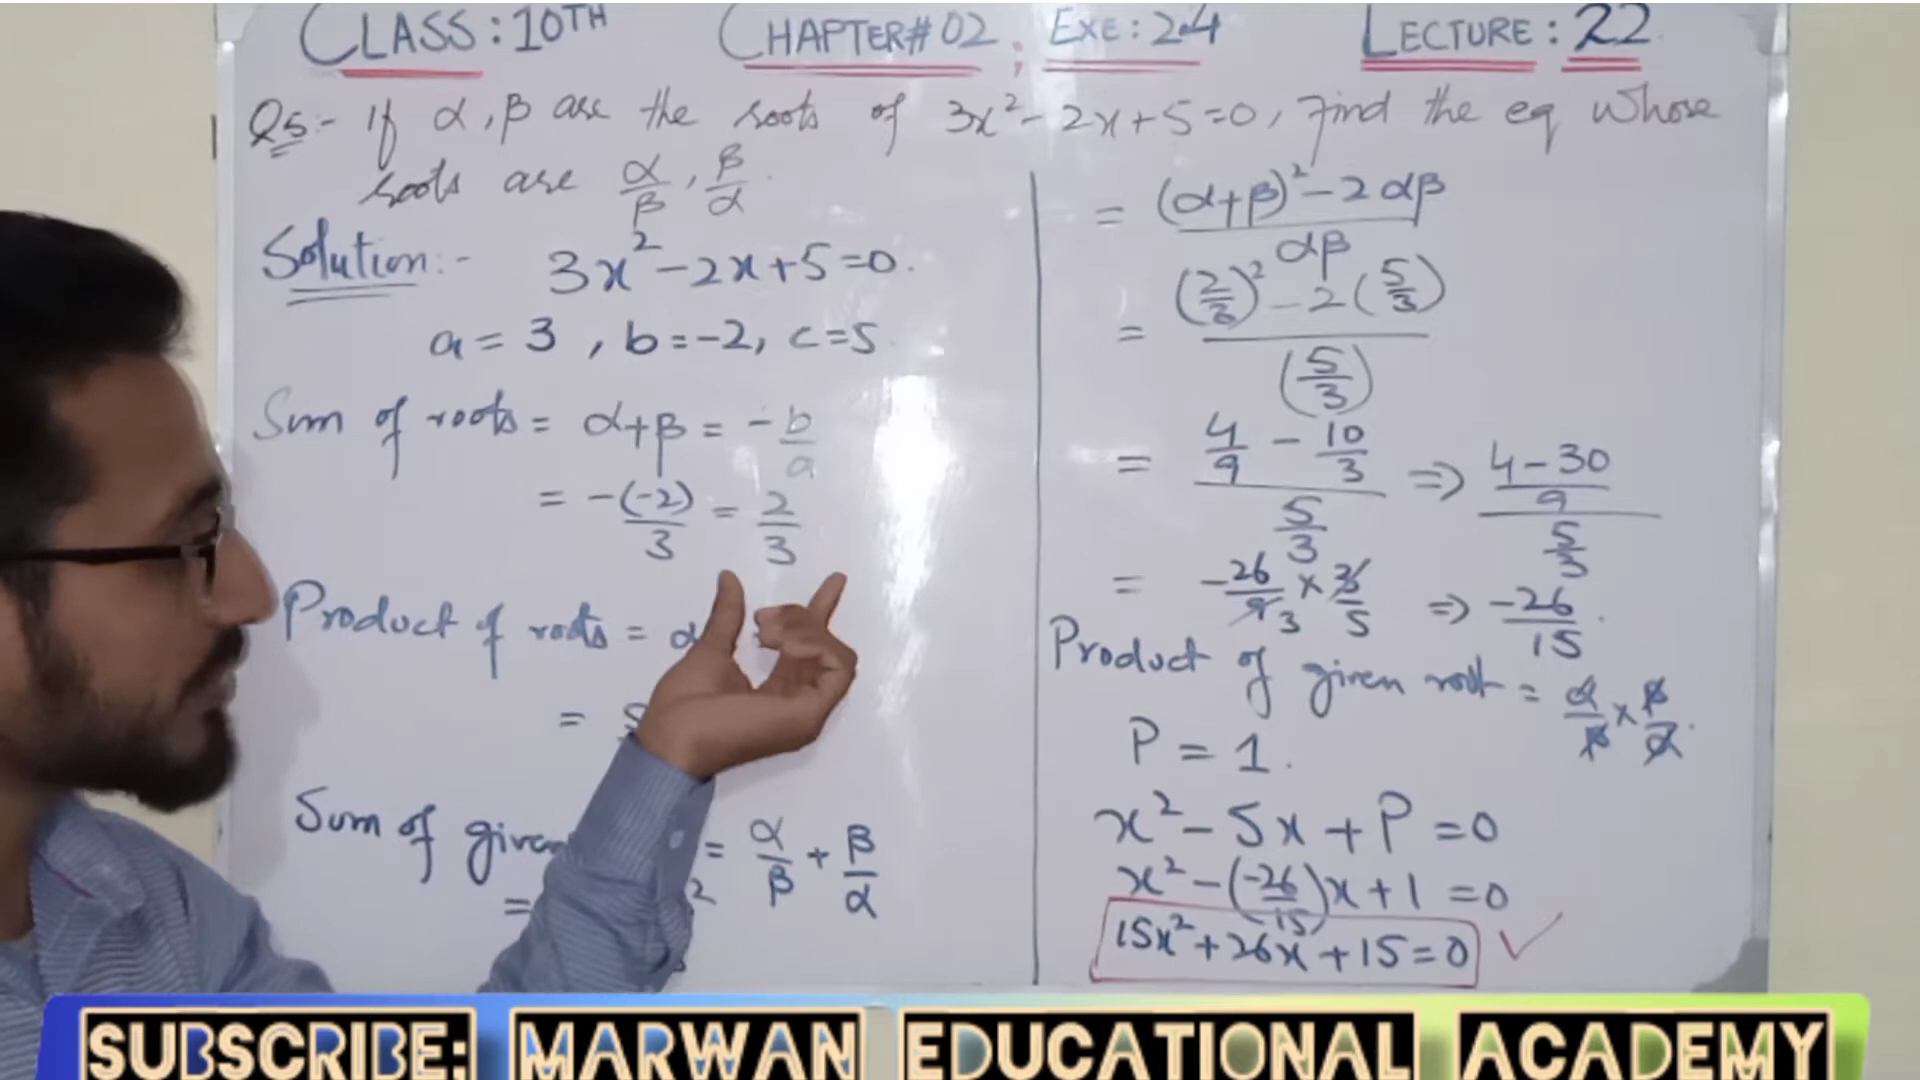 CLASS: 10TH CHAPTER# 02 ; EXE: 2.4 LECTURE: 22
Q5:- If α, β are the roots of 3x² - 2x + 5 = 0, Find the eq whose
roots are α/β, β/α.
Solution:- 3x² - 2x + 5 = 0.
a = 3, b = -2, c = 5.
Sum of roots = α + β = -b/a
= -(-2)/3 = 2/3
Product of roots = α
=
Sum of given = α/β + β/α
=
= ((α+β)² - 2αβ)/αβ
= ((2/3)² - 2(5/3))/(5/3)
= (4/9 - 10/3)/(5/3) ⇒ ((4-30)/9)/(5/3)
= -26/9 3 × 3/5 ⇒ -26/15.
Product of given root = α/β × β/α.
P = 1.
x² - Sx + P = 0
x² - (-26/15)x + 1 = 0
15x² + 26x + 15 = 0 ✓
SUBSCRIBE: MARWAN EDUCATIONAL ACADEMY